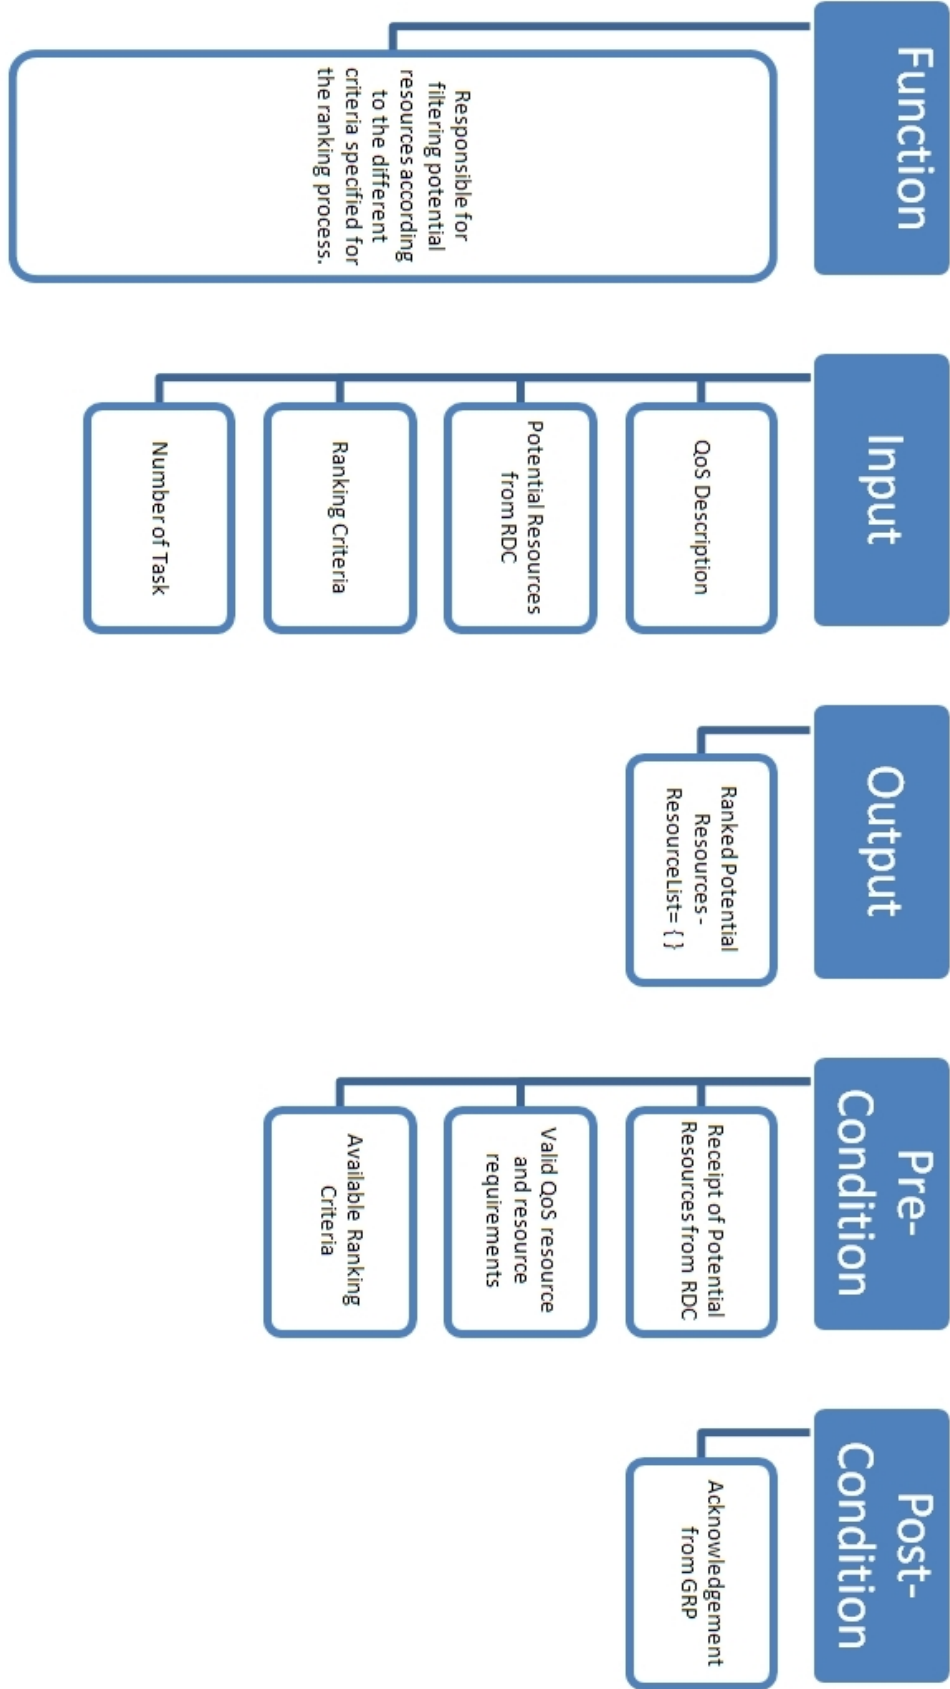 Function
Responsible for
filtering potential
resources according
to the different
criteria specified for
the ranking process.
Input
QoS Description
Potential Resources
from RDC
Ranking Criteria
Number of Task
Output
Ranked Potential
Resources -
ResourceList= { }
Pre-
Condition
Receipt of Potential
Resources from RDC
Valid QoS resource
and resource
requirements
Available Ranking
Criteria
Post-
Condition
Acknowledgement
from GRP